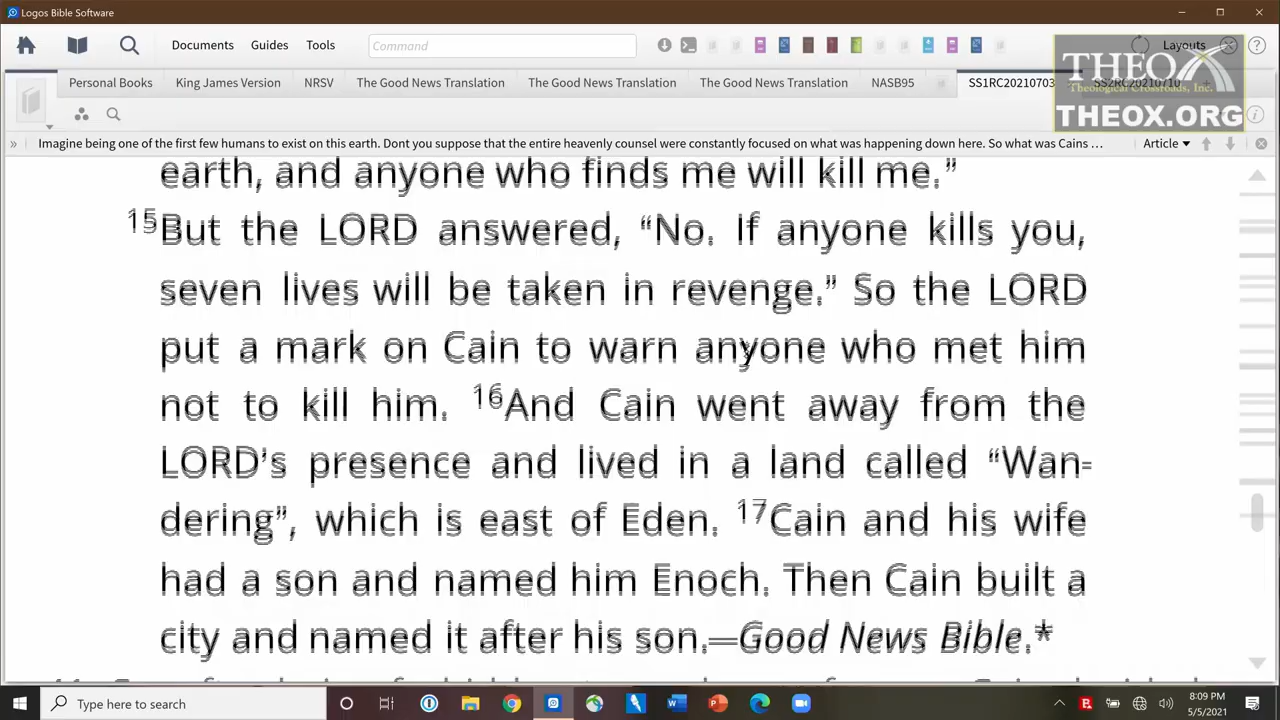 Logos Bible Software
Documents Guides Tools Command Layouts
THEOX
Theological Crossroads, Inc.
THEOX.ORG
Personal Books King James Version NRSV The Good News Translation The Good News Translation The Good News Translation NASB95 SS1RC20210703 SS2RC20210710
» Imagine being one of the first few humans to exist on this earth. Dont you suppose that the entire heavenly counsel were constantly focused on what was happening down here. So what was Cains … Article
earth, and anyone who finds me will kill me.”
15But the LORD answered, “No. If anyone kills you,
seven lives will be taken in revenge.” So the LORD
put a mark on Cain to warn anyone who met him
not to kill him. 16And Cain went away from the
LORD’s presence and lived in a land called “Wan-
dering”, which is east of Eden. 17Cain and his wife
had a son and named him Enoch. Then Cain built a
city and named it after his son.—Good News Bible.*
Type here to search
8:09 PM
5/5/2021